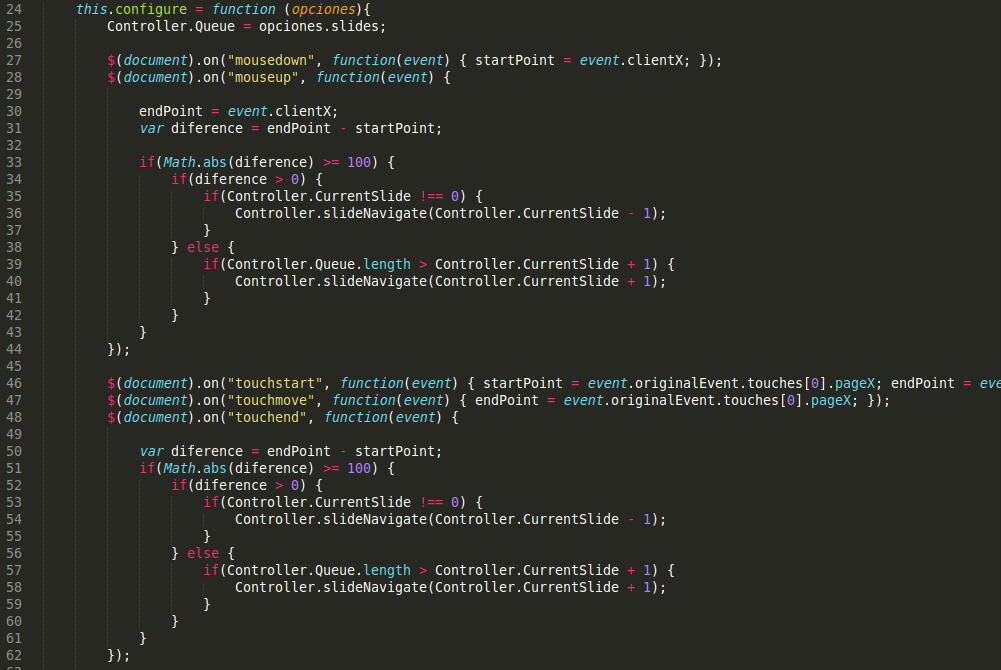 24 this.configure = function (opciones){
25 Controller.Queue = opciones.slides;
26
27 $(document).on("mousedown", function(event) { startPoint = event.clientX; });
28 $(document).on("mouseup", function(event) {
29
30 endPoint = event.clientX;
31 var diference = endPoint - startPoint;
32
33 if(Math.abs(diference) >= 100) {
34 if(diference > 0) {
35 if(Controller.CurrentSlide !== 0) {
36 Controller.slideNavigate(Controller.CurrentSlide - 1);
37 }
38 } else {
39 if(Controller.Queue.length > Controller.CurrentSlide + 1) {
40 Controller.slideNavigate(Controller.CurrentSlide + 1);
41 }
42 }
43 }
44 });
45
46 $(document).on("touchstart", function(event) { startPoint = event.originalEvent.touches[0].pageX; endPoint = eve
47 $(document).on("touchmove", function(event) { endPoint = event.originalEvent.touches[0].pageX; });
48 $(document).on("touchend", function(event) {
49
50 var diference = endPoint - startPoint;
51 if(Math.abs(diference) >= 100) {
52 if(diference > 0) {
53 if(Controller.CurrentSlide !== 0) {
54 Controller.slideNavigate(Controller.CurrentSlide - 1);
55 }
56 } else {
57 if(Controller.Queue.length > Controller.CurrentSlide + 1) {
58 Controller.slideNavigate(Controller.CurrentSlide + 1);
59 }
60 }
61 }
62 });